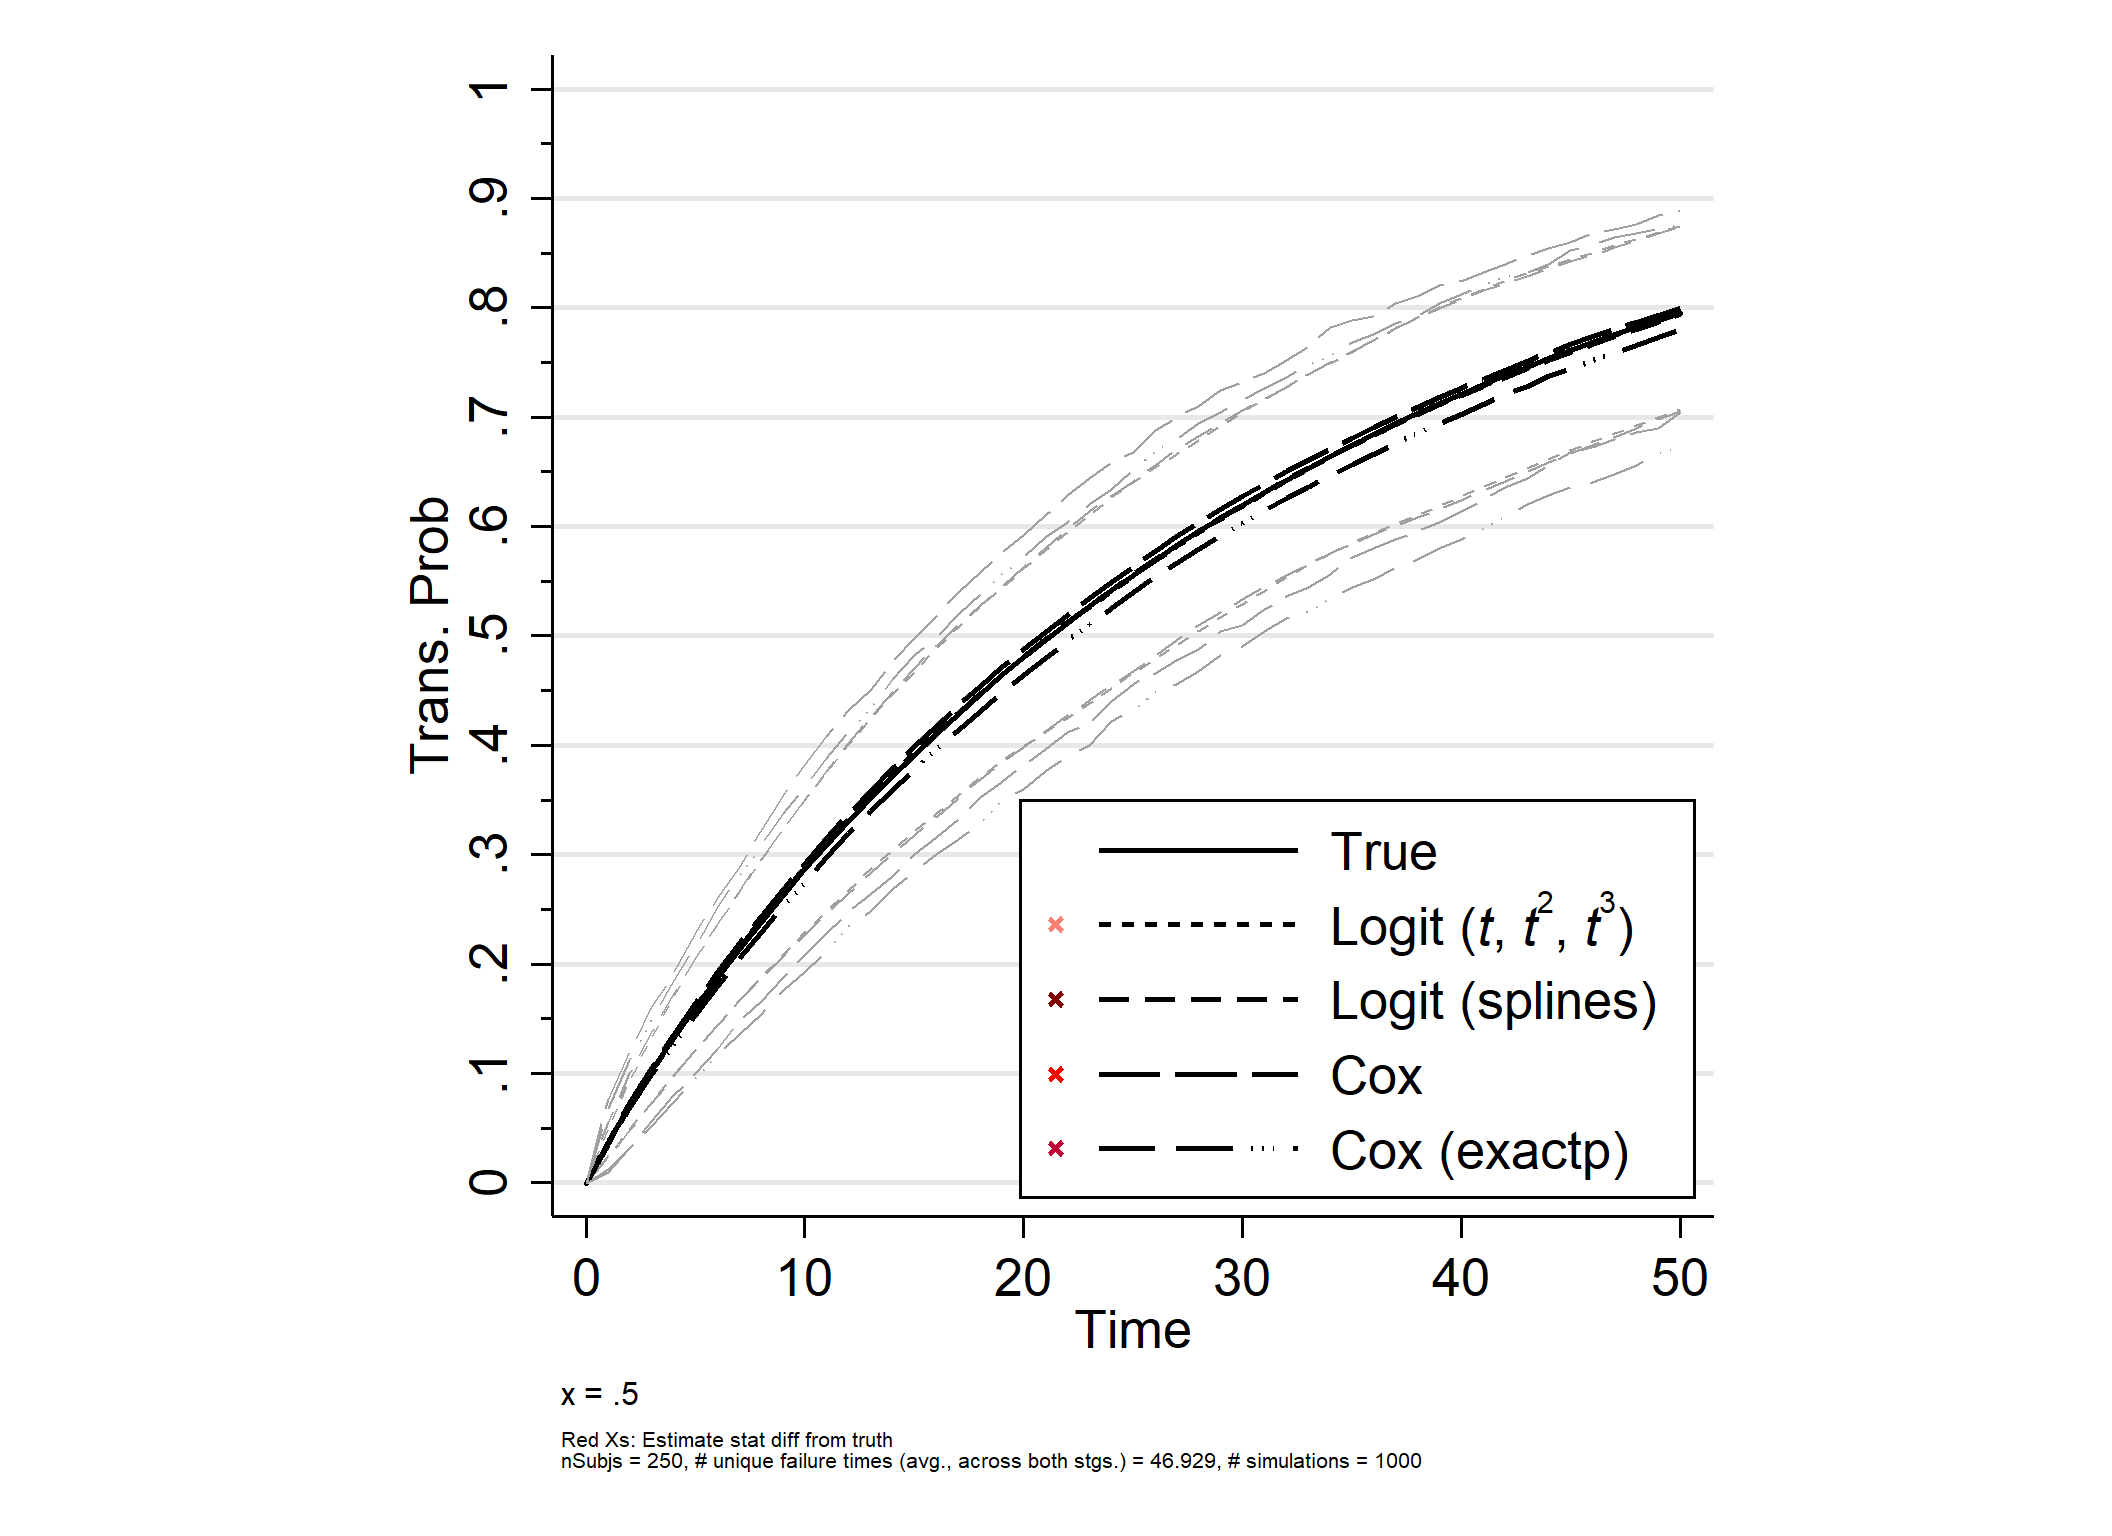 1
.9
.8
.7
.6
.5
.4
.3
.2
.1
0
Trans. Prob
True
Logit (t, t², t³)
Logit (splines)
Cox
Cox (exactp)
0 10 20 30 40 50
Time
x = .5
Red Xs: Estimate stat diff from truth
nSubjs = 250, # unique failure times (avg., across both stgs.) = 46.929, # simulations = 1000